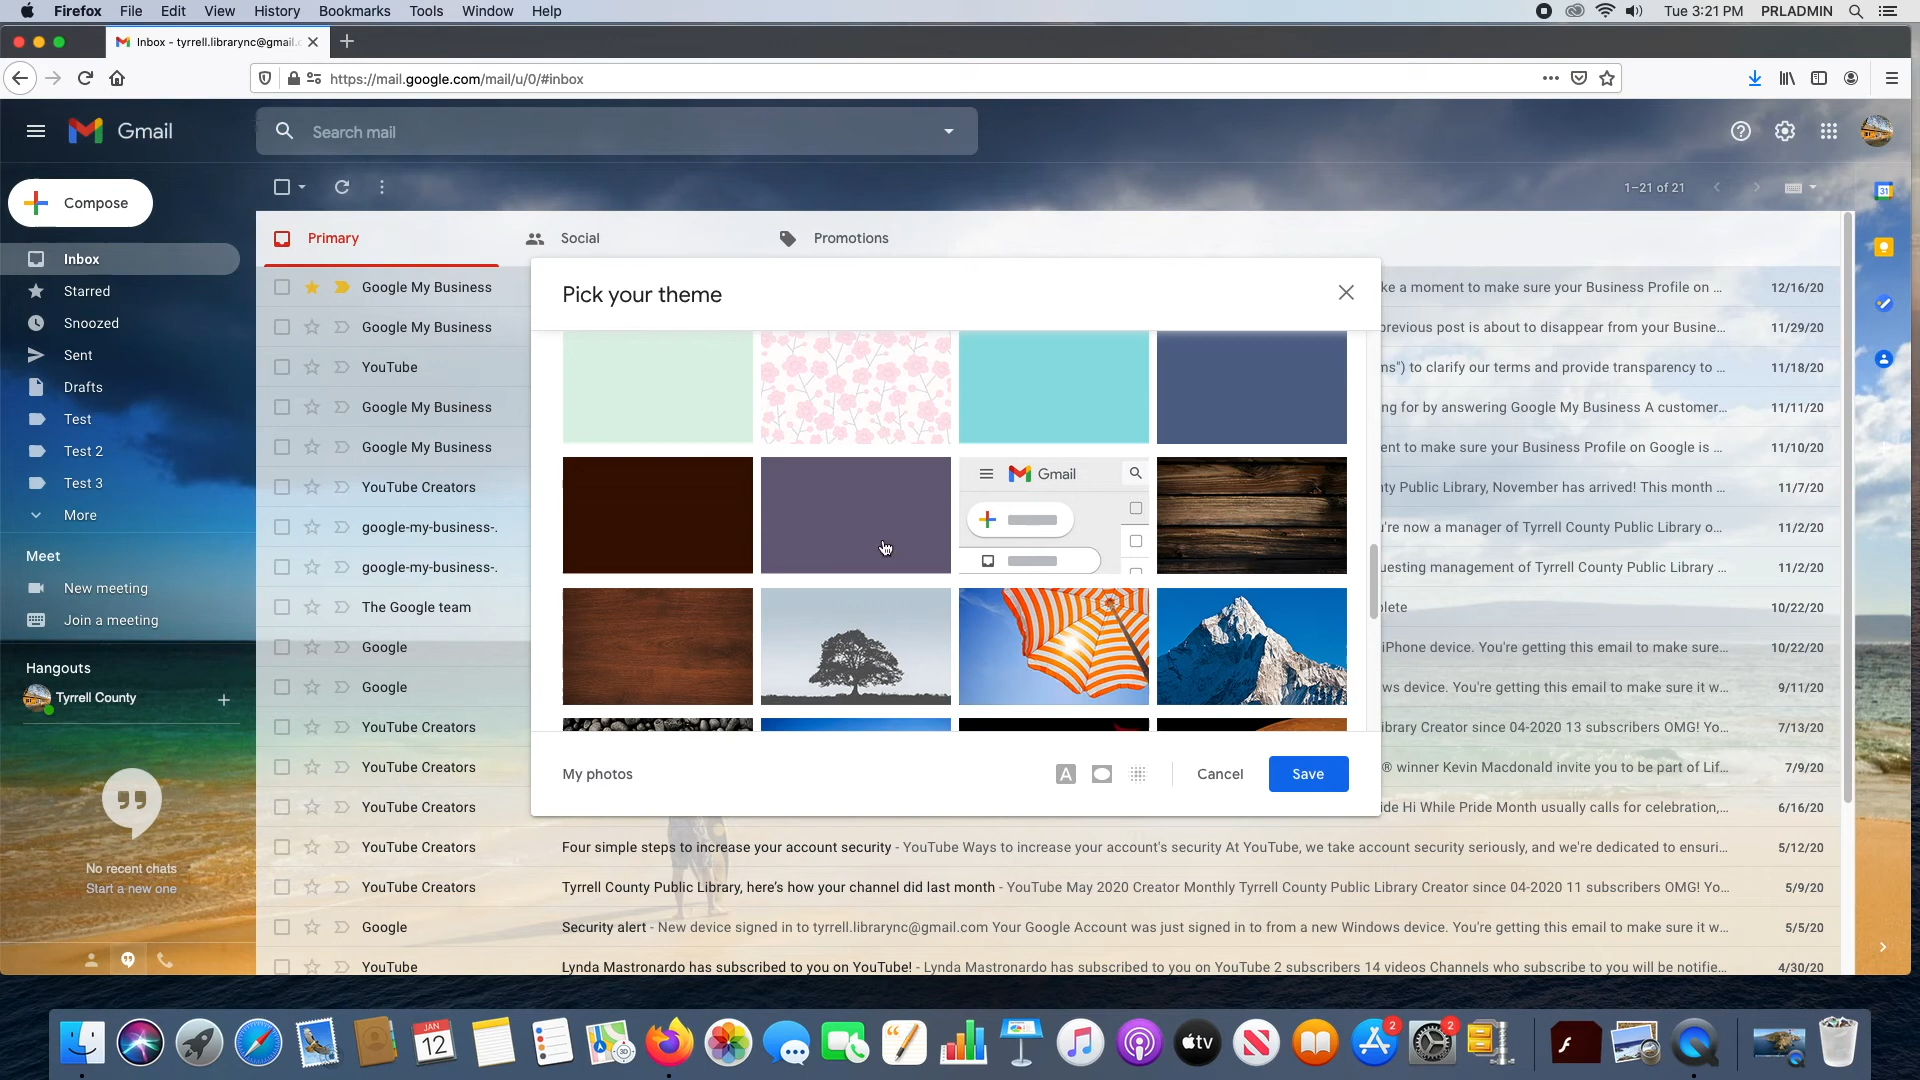 Firefox File Edit View History Bookmarks Tools Window Help Tue 3:21 PM PRLADMIN
Inbox - tyrrell.librarync@gmail.
https://mail.google.com/mail/u/0/#inbox
Gmail Search mail
1–21 of 21
Compose
Primary Social Promotions
Inbox
Starred
Snoozed
Sent
Drafts
Test
Test 2
Test 3
More
Meet
New meeting
Join a meeting
Hangouts
Tyrrell County
No recent chats
Start a new one
Pick your theme
Gmail
My photos A Cancel Save
Google My Business ke a moment to make sure your Business Profile on ... 12/16/20
Google My Business previous post is about to disappear from your Busine... 11/29/20
YouTube ns") to clarify our terms and provide transparency to ... 11/18/20
Google My Business ng for by answering Google My Business A customer... 11/11/20
Google My Business ent to make sure your Business Profile on Google is ... 11/10/20
YouTube Creators ty Public Library, November has arrived! This month ... 11/7/20
google-my-business-. 're now a manager of Tyrrell County Public Library o... 11/2/20
google-my-business-. uesting management of Tyrrell County Public Library ... 11/2/20
The Google team plete 10/22/20
Google iPhone device. You're getting this email to make sure... 10/22/20
Google ws device. You're getting this email to make sure it w... 9/11/20
YouTube Creators ibrary Creator since 04-2020 13 subscribers OMG! Yo... 7/13/20
YouTube Creators ® winner Kevin Macdonald invite you to be part of Lif... 7/9/20
YouTube Creators ide Hi While Pride Month usually calls for celebration,... 6/16/20
YouTube Creators Four simple steps to increase your account security - YouTube Ways to increase your account's security At YouTube, we take account security seriously, and we're dedicated to ensuri... 5/12/20
YouTube Creators Tyrrell County Public Library, here's how your channel did last month - YouTube May 2020 Creator Monthly Tyrrell County Public Library Creator since 04-2020 11 subscribers OMG! Yo... 5/9/20
Google Security alert - New device signed in to tyrrell.librarync@gmail.com Your Google Account was just signed in to from a new Windows device. You're getting this email to make sure it w... 5/5/20
YouTube Lynda Mastronardo has subscribed to you on YouTube! - Lynda Mastronardo has subscribed to you on YouTube 2 subscribers 14 videos Channels who subscribe to you will be notifie... 4/30/20
31
JAN 12 3D tv 2 2